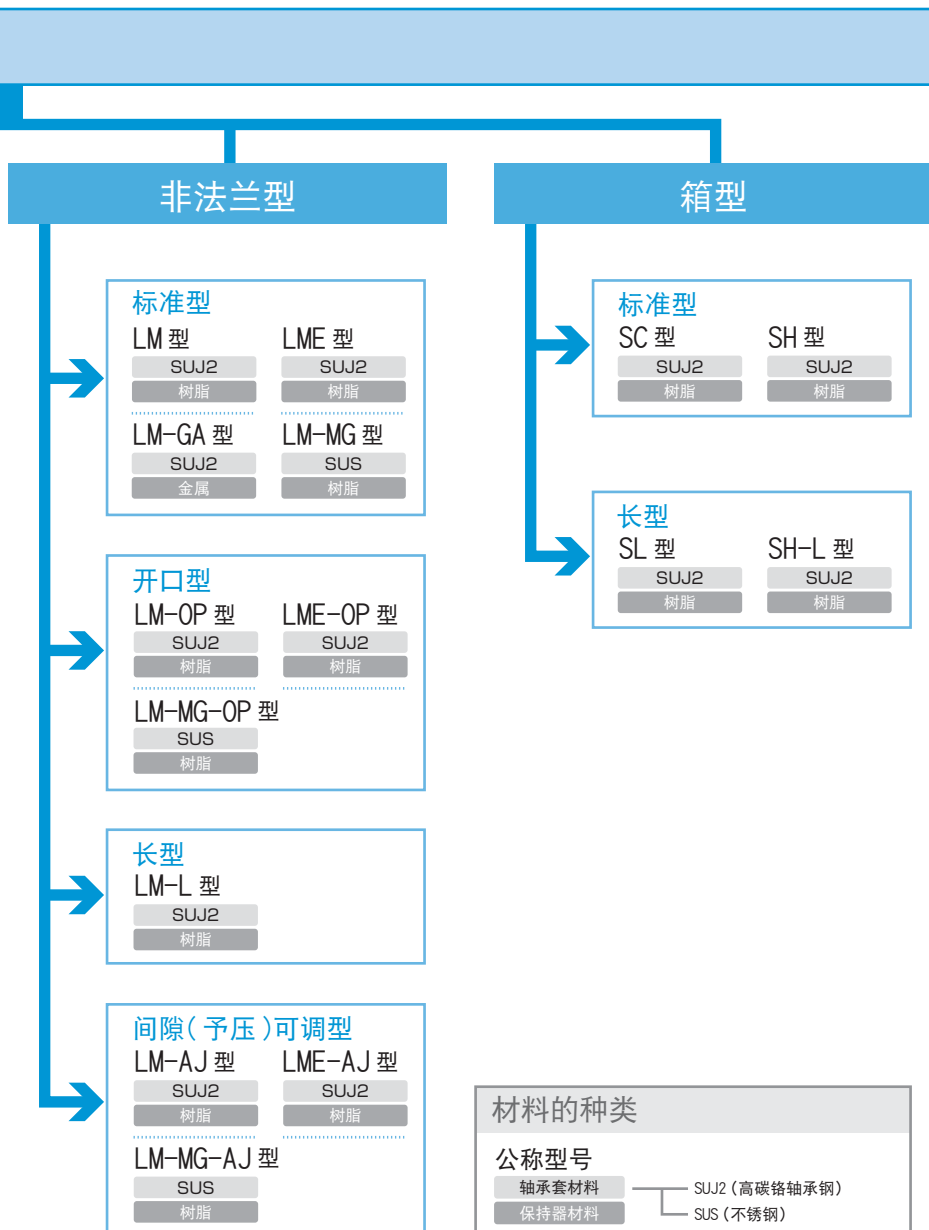 非法兰型
箱型
标准型
LM 型 LME 型
SUJ2 SUJ2
树脂 树脂
LM-GA 型 LM-MG 型
SUJ2 SUS
金属 树脂
开口型
LM-OP 型 LME-OP 型
SUJ2 SUJ2
树脂 树脂
LM-MG-OP 型
SUS
树脂
长型
LM-L 型
SUJ2
树脂
间隙(予压)可调型
LM-AJ 型 LME-AJ 型
SUJ2 SUJ2
树脂 树脂
LM-MG-AJ 型
SUS
树脂
标准型
SC 型 SH 型
SUJ2 SUJ2
树脂 树脂
长型
SL 型 SH-L 型
SUJ2 SUJ2
树脂 树脂
材料的种类
公称型号
轴承套材料 SUJ2 (高碳铬轴承钢)
保持器材料 SUS (不锈钢)